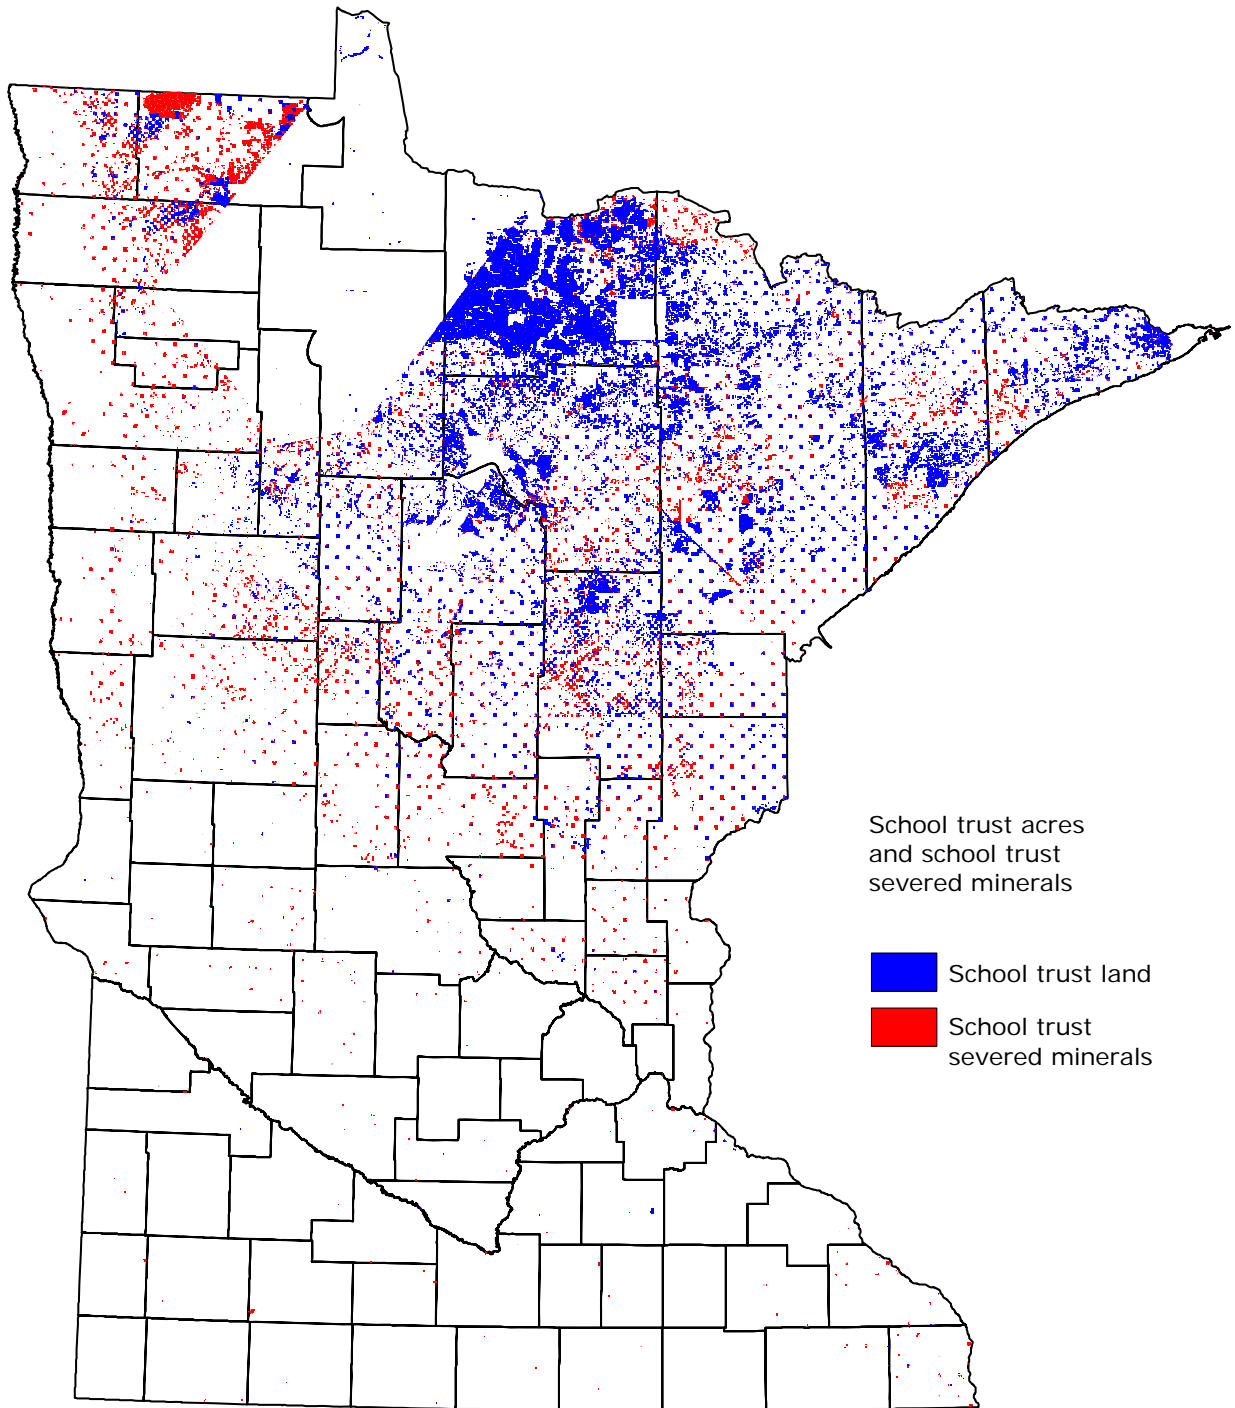 School trust acres
and school trust
severed minerals
School trust land
School trust
severed minerals